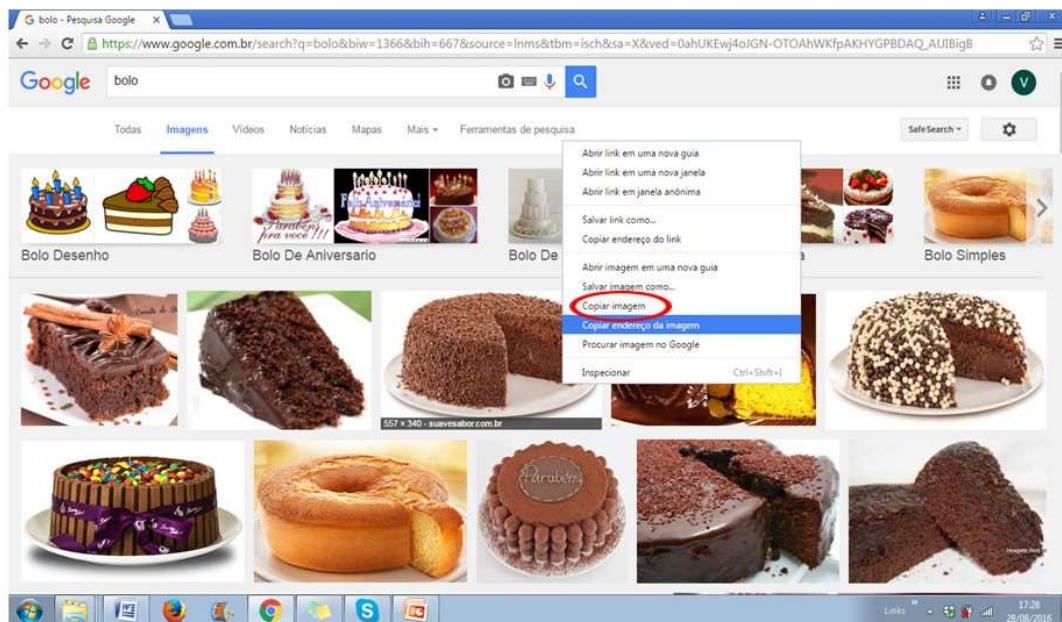 bolo - Pesquisa Google
https://www.google.com.br/search?q=bolo&biw=1366&bih=667&source=lnms&tbm=isch&sa=X&ved=0ahUKEwj4oJGN-OTOAhWKfpAKHYGPBDAQ_AUIBigB
Google bolo V
Todas Imagens Vídeos Notícias Mapas Mais Ferramentas de pesquisa SafeSearch
Abrir link em uma nova guia
Abrir link em uma nova janela
Abrir link em janela anônima
Salvar link como...
Copiar endereço do link
Abrir imagem em uma nova guia
Salvar imagem como...
Copiar imagem
Copiar endereço da imagem
Procurar imagem no Google
Inspecionar Ctrl+Shift+I
Feliz Aniversário!
Parabéns
pra você !!!
Bolo Desenho Bolo De Aniversario Bolo De Bolo Simples
557 × 340 - suavesabor.com.br
Parabéns
Links 17:28
28/08/2016